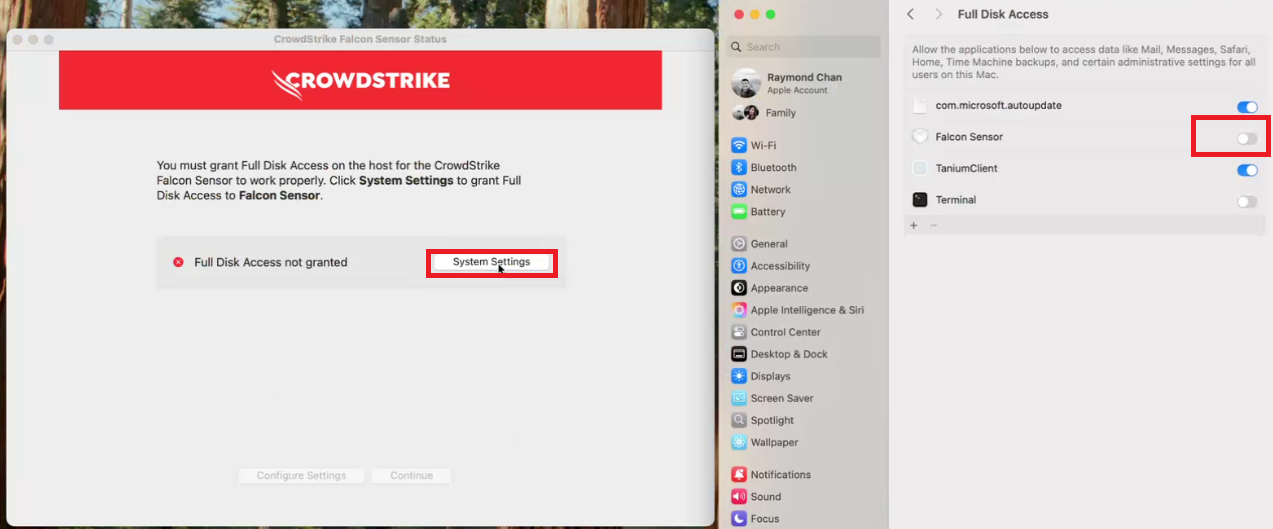 CrowdStrike Falcon Sensor Status
CROWDSTRIKE
You must grant Full Disk Access on the host for the CrowdStrike
Falcon Sensor to work properly. Click System Settings to grant Full
Disk Access to Falcon Sensor.
Full Disk Access not granted
System Settings
Configure Settings
Continue
Search
Raymond Chan
Apple Account
Family
Wi-Fi
Bluetooth
Network
Battery
General
Accessibility
Appearance
Apple Intelligence & Siri
Control Center
Desktop & Dock
Displays
Screen Saver
Spotlight
Wallpaper
Notifications
Sound
Focus
Full Disk Access
Allow the applications below to access data like Mail, Messages, Safari,
Home, Time Machine backups, and certain administrative settings for all
users on this Mac.
com.microsoft.autoupdate
Falcon Sensor
TaniumClient
Terminal